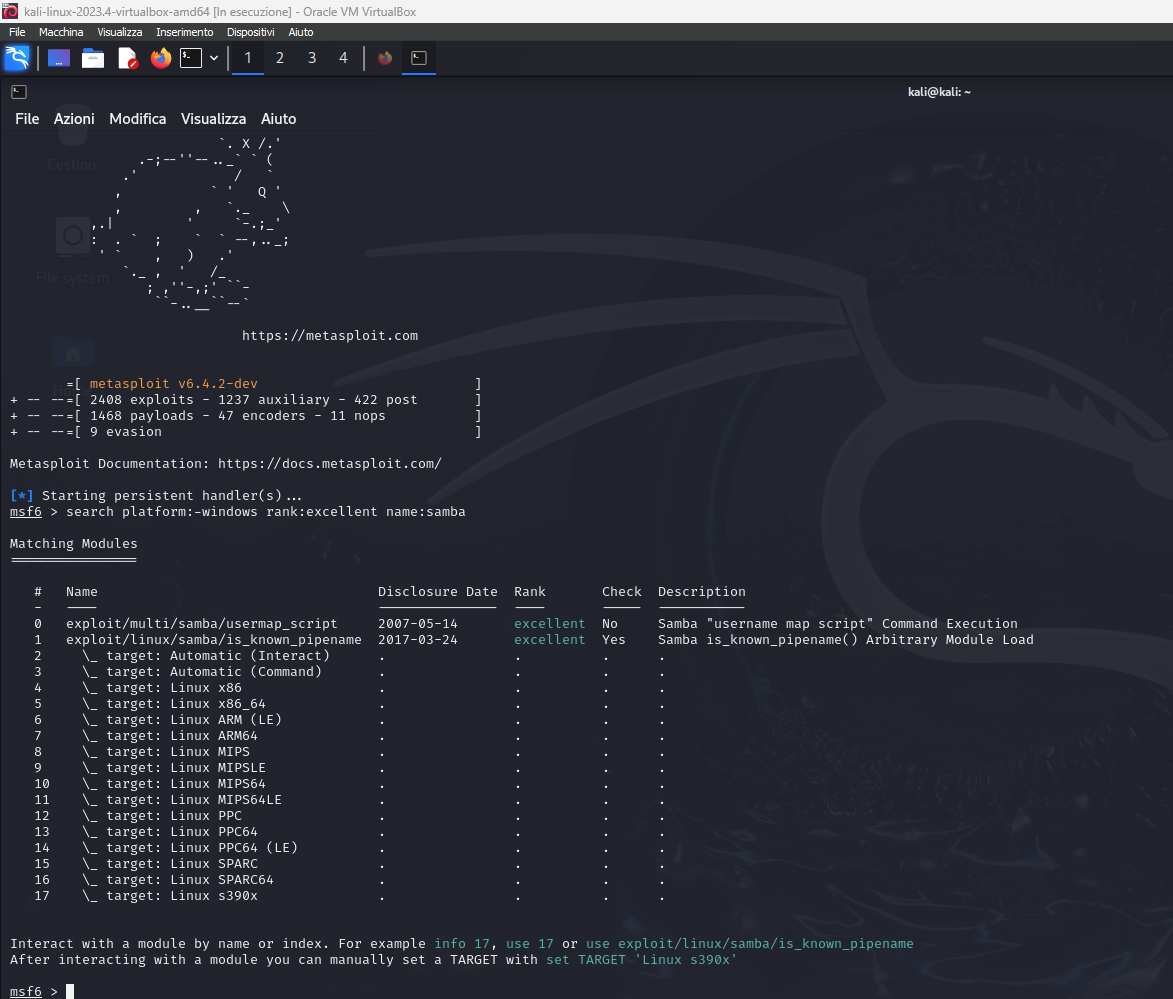 kali-linux-2023.4-virtualbox-amd64 [In esecuzione] - Oracle VM VirtualBox
File Macchina Visualizza Inserimento Dispositivi Aiuto
1 2 3 4
kali@kali: ~
File Azioni Modifica Visualizza Aiuto
Cestino
File system
                          `. X /.'
                .-;--''--.._` ` (
              .'            /   `
             ,           ` '   Q '
             ,         ,   `._    \
          ,.|         '     `-.;_'
          :  . `  ;    `  ` --,.._;
           ' `    ,   )   .'
              `._ ,  '   /_
                 ; ,''-,;' ``-
                  ``-..__``--`
https://metasploit.com
=[ metasploit v6.4.2-dev ]
+ -- --=[ 2408 exploits - 1237 auxiliary - 422 post ]
+ -- --=[ 1468 payloads - 47 encoders - 11 nops ]
+ -- --=[ 9 evasion ]
Metasploit Documentation: https://docs.metasploit.com/
[*] Starting persistent handler(s)...
msf6 > search platform:-windows rank:excellent name:samba
Matching Modules
================
# Name Disclosure Date Rank Check Description
- ---- --------------- ---- ----- -----------
0 exploit/multi/samba/usermap_script 2007-05-14 excellent No Samba "username map script" Command Execution
1 exploit/linux/samba/is_known_pipename 2017-03-24 excellent Yes Samba is_known_pipename() Arbitrary Module Load
2 \_ target: Automatic (Interact) . . . .
3 \_ target: Automatic (Command) . . . .
4 \_ target: Linux x86 . . . .
5 \_ target: Linux x86_64 . . . .
6 \_ target: Linux ARM (LE) . . . .
7 \_ target: Linux ARM64 . . . .
8 \_ target: Linux MIPS . . . .
9 \_ target: Linux MIPSLE . . . .
10 \_ target: Linux MIPS64 . . . .
11 \_ target: Linux MIPS64LE . . . .
12 \_ target: Linux PPC . . . .
13 \_ target: Linux PPC64 . . . .
14 \_ target: Linux PPC64 (LE) . . . .
15 \_ target: Linux SPARC . . . .
16 \_ target: Linux SPARC64 . . . .
17 \_ target: Linux s390x . . . .
Interact with a module by name or index. For example info 17, use 17 or use exploit/linux/samba/is_known_pipename
After interacting with a module you can manually set a TARGET with set TARGET 'Linux s390x'
msf6 >